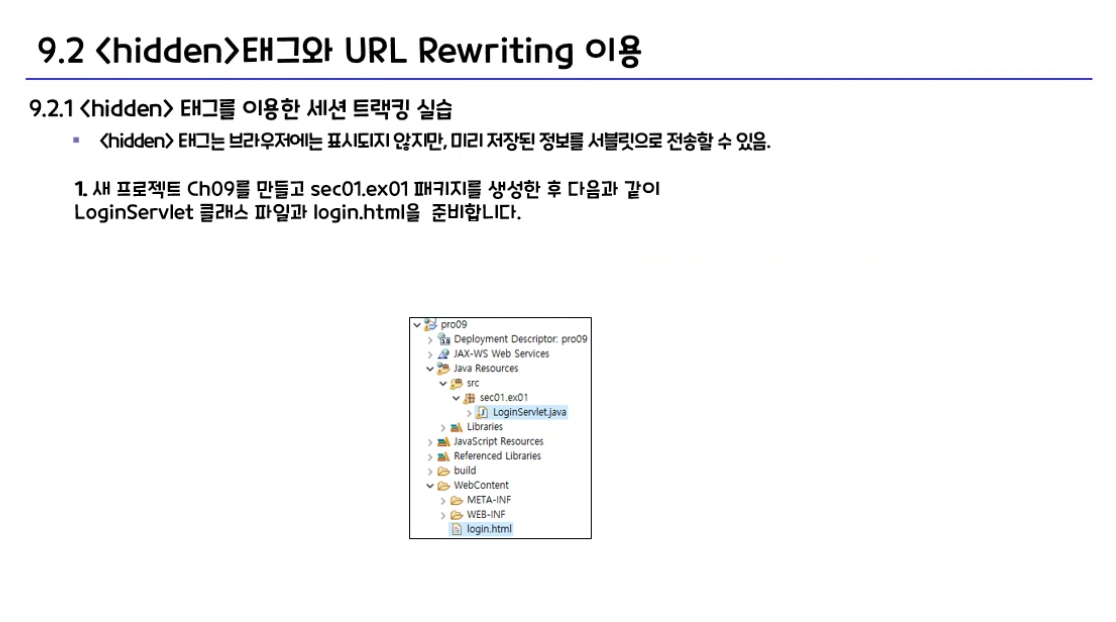 9.2 <hidden>태그와 URL Rewriting 이용
9.2.1 <hidden> 태그를 이용한 세션 트랙킹 실습
<hidden> 태그는 브라우저에는 표시되지 않지만, 미리 저장된 정보를 서블릿으로 전송할 수 있음.
1. 새 프로젝트 Ch09를 만들고 sec01.ex01 패키지를 생성한 후 다음과 같이
LoginServlet 클래스 파일과 login.html을 준비합니다.
pro09
Deployment Descriptor: pro09
JAX-WS Web Services
Java Resources
src
sec01.ex01
LoginServlet.java
Libraries
JavaScript Resources
Referenced Libraries
build
WebContent
META-INF
WEB-INF
login.html